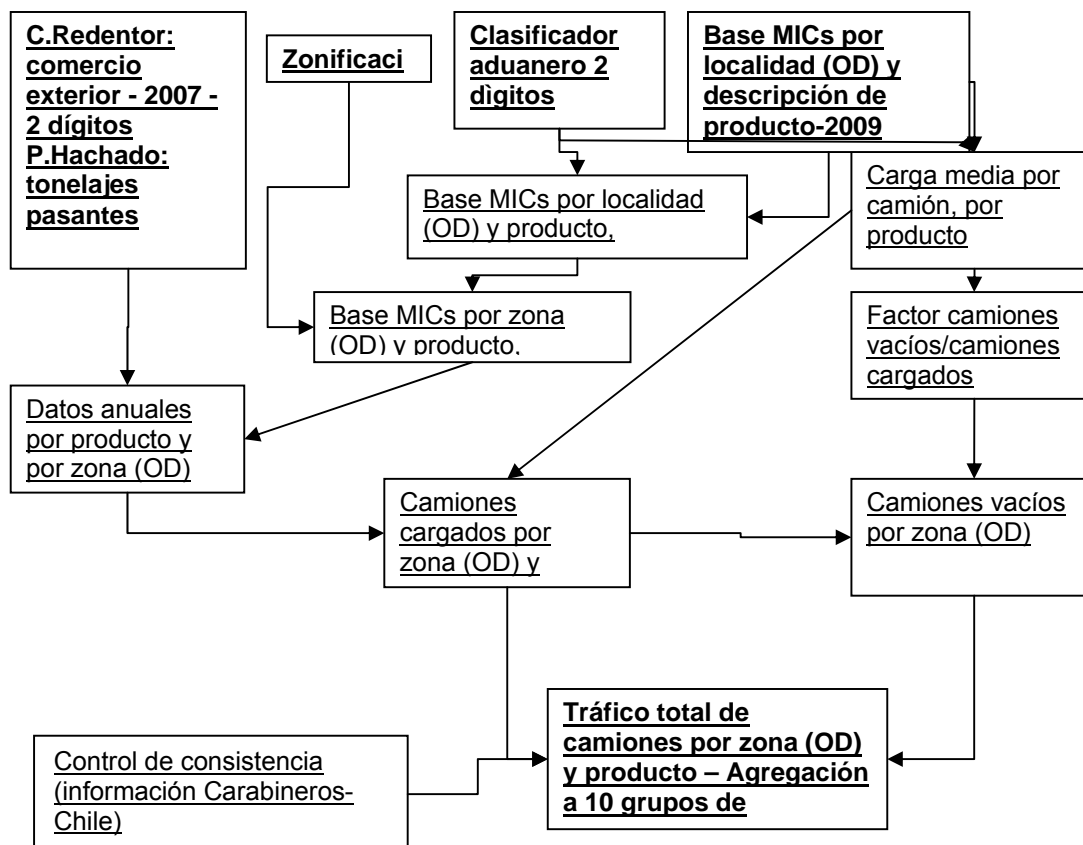 C.Redentor:
comercio
exterior - 2007 -
2 dígitos
P.Hachado:
tonelajes
pasantes
Zonificaci
Clasificador
aduanero 2
dìgitos
Base MICs por
localidad (OD) y
descripción de
producto-2009
Base MICs por localidad
(OD) y producto,
Carga media por
camión, por
producto
Base MICs por zona
(OD) y producto,
Factor camiones
vacíos/camiones
cargados
Datos anuales
por producto y
por zona (OD)
Camiones
cargados por
zona (OD) y
Camiones vacíos
por zona (OD)
Control de consistencia
(información Carabineros-
Chile)
Tráfico total de
camiones por zona (OD)
y producto – Agregación
a 10 grupos de